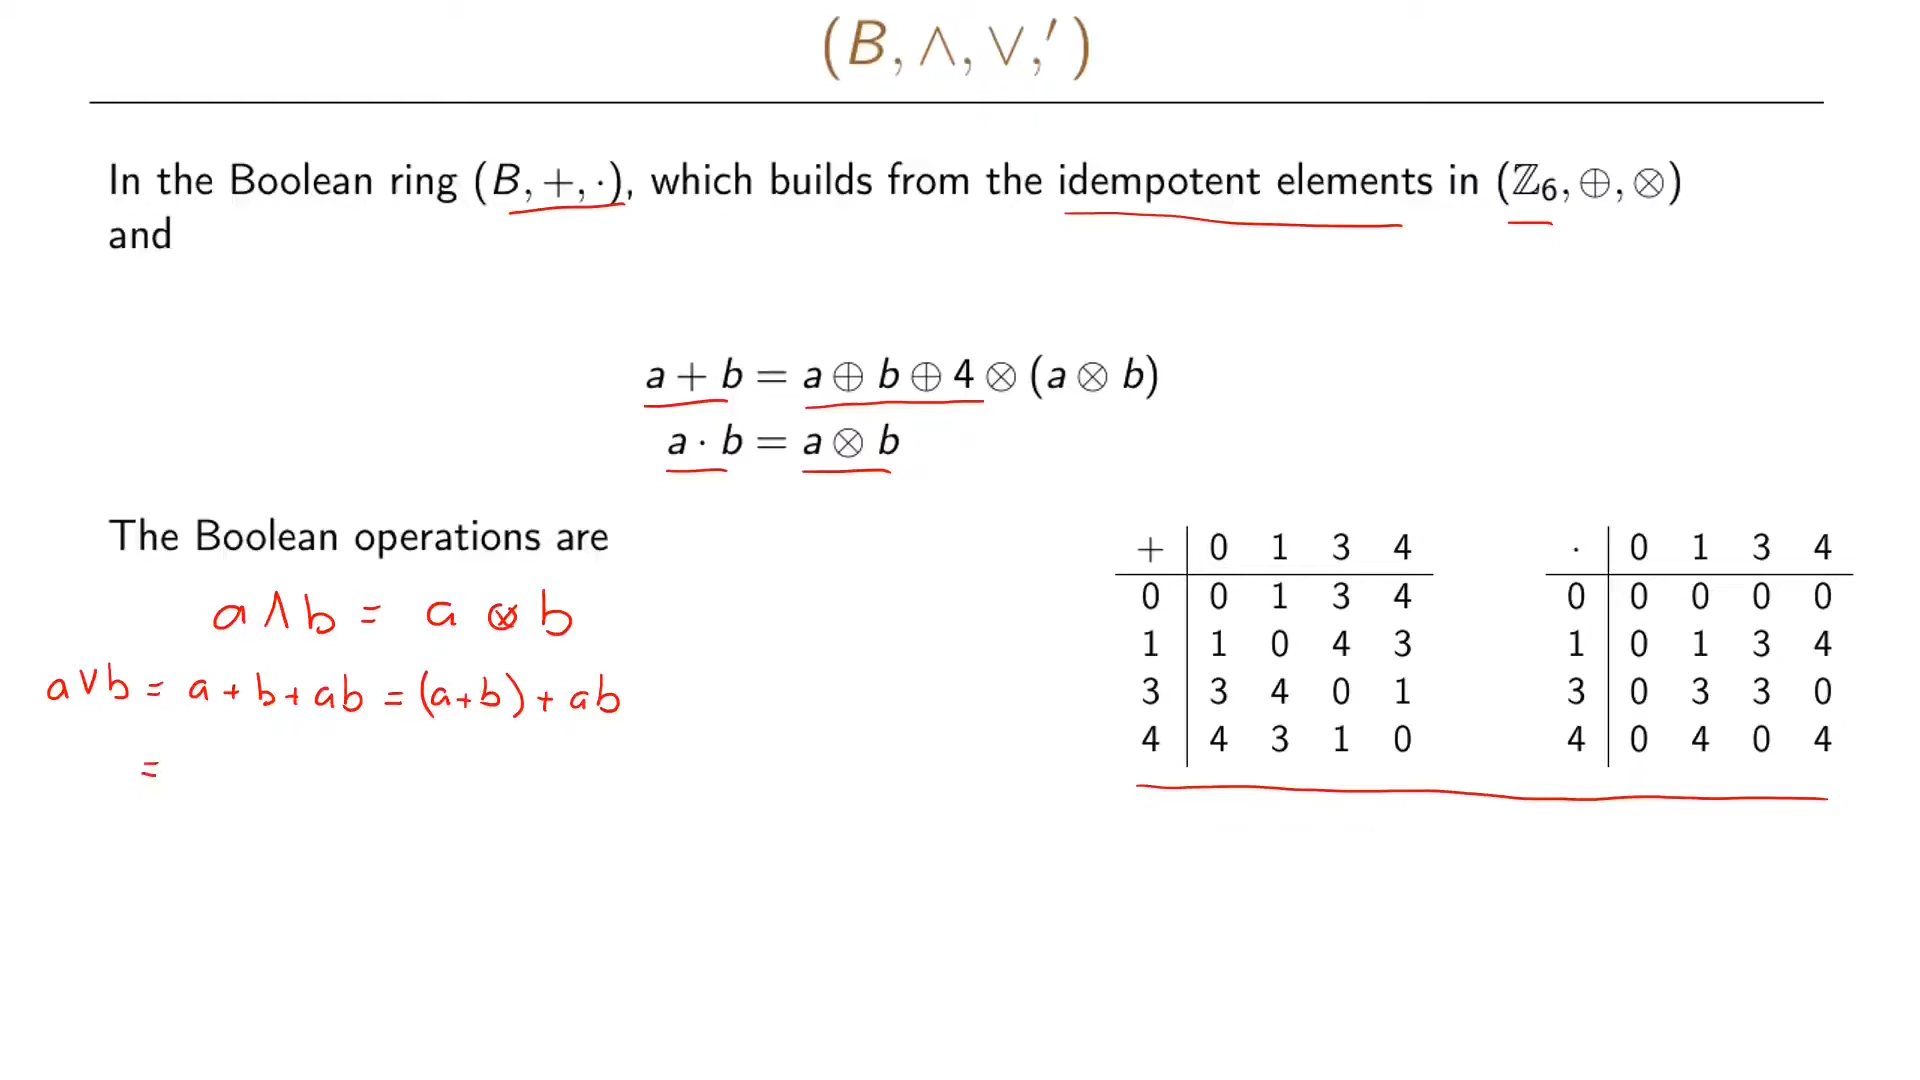 (B, ∧, ∨,′)
In the Boolean ring (B, +, ·), which builds from the idempotent elements in (ℤ₆, ⊕, ⊗)
and
a + b = a ⊕ b ⊕ 4 ⊗ (a ⊗ b)
a · b = a ⊗ b
The Boolean operations are
a ∧ b = a ⊗ b
a ∨ b = a + b + ab = (a+b) + ab
=
+ 0 1 3 4
0 0 1 3 4
1 1 0 4 3
3 3 4 0 1
4 4 3 1 0
· 0 1 3 4
0 0 0 0 0
1 0 1 3 4
3 0 3 3 0
4 0 4 0 4